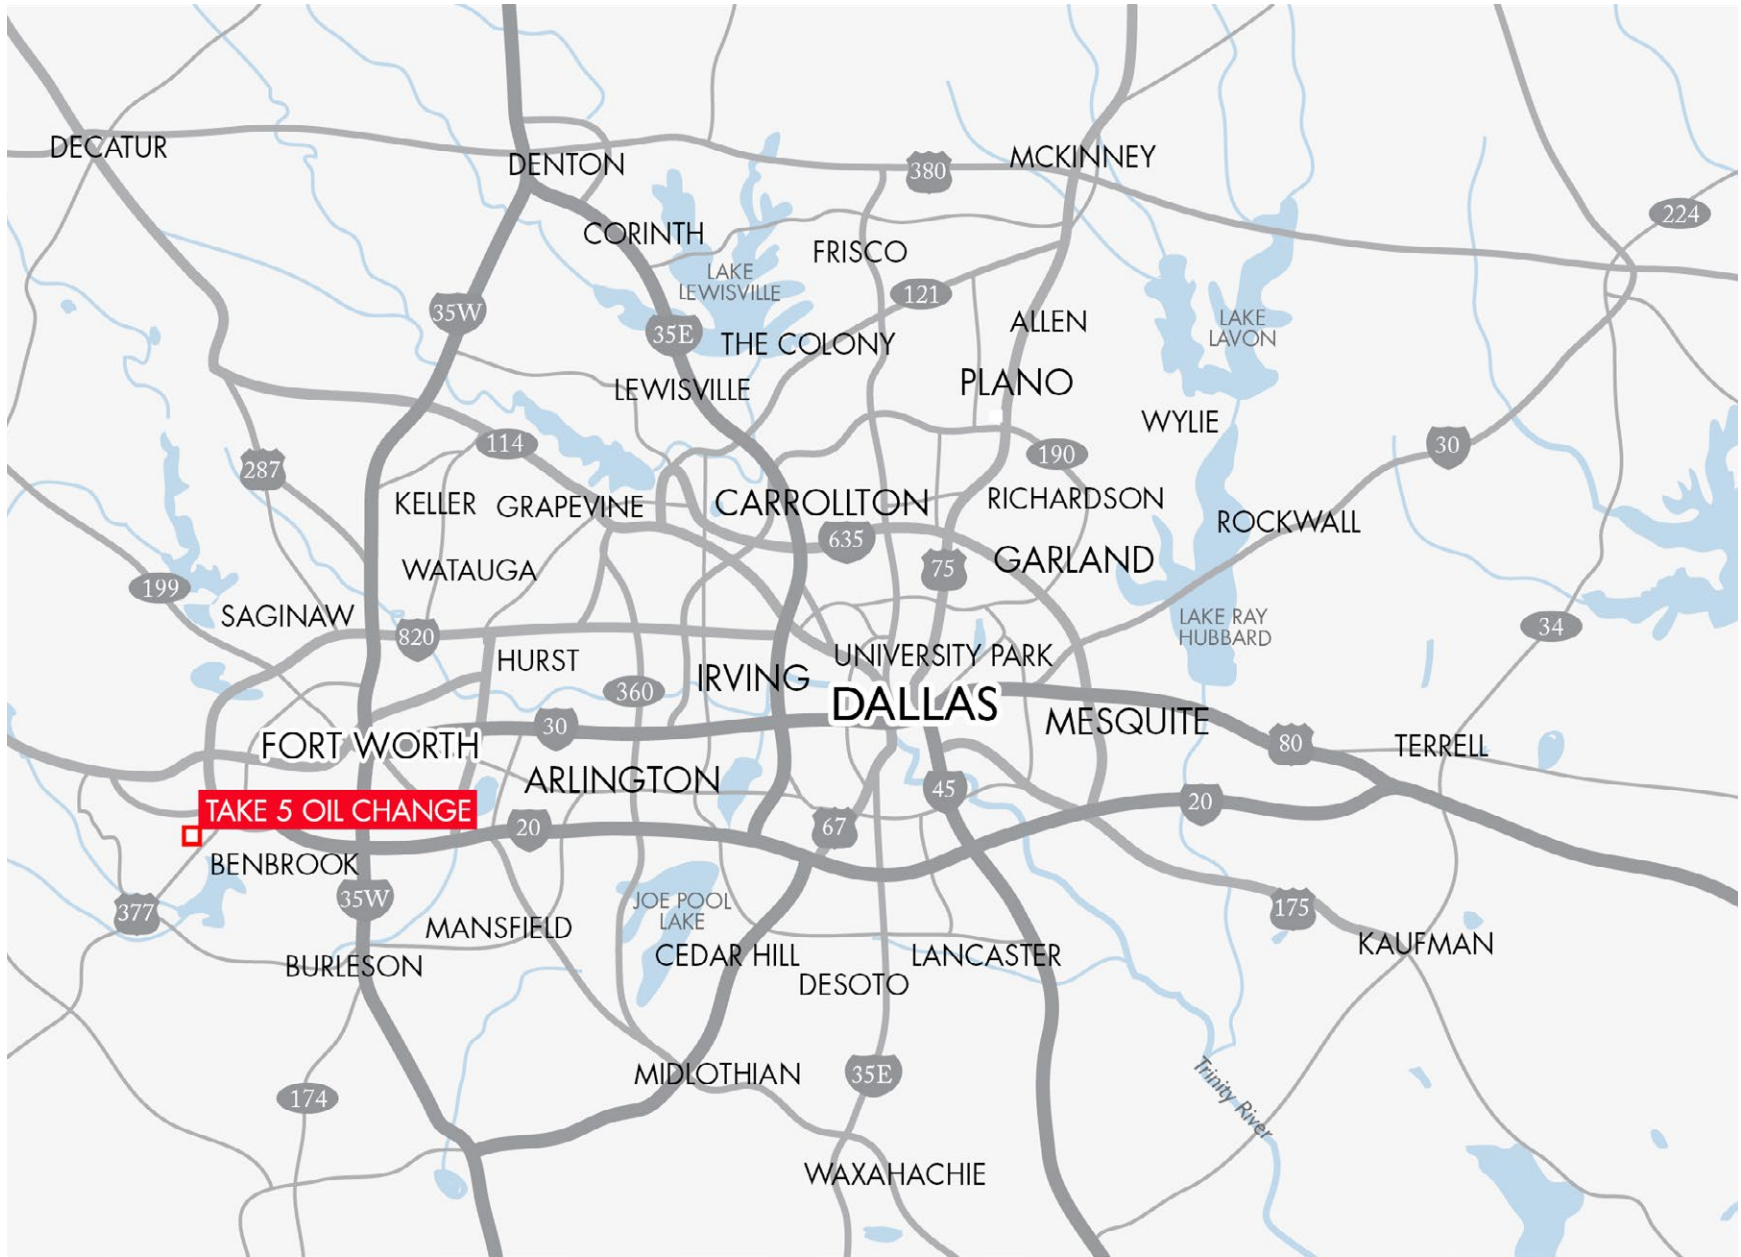 DECATUR
DENTON
MCKINNEY
380
224
CORINTH
FRISCO
LAKE
LEWISVILLE
121
35W
35E
THE COLONY
ALLEN
LAKE
LAVON
LEWISVILLE
PLANO
WYLIE
114
190
30
287
KELLER
GRAPEVINE
CARROLLTON
RICHARDSON
ROCKWALL
635
WATAUGA
75
GARLAND
199
SAGINAW
820
LAKE RAY
HUBBARD
34
HURST
UNIVERSITY PARK
360
IRVING
DALLAS
30
MESQUITE
FORT WORTH
80
TERRELL
ARLINGTON
45
20
TAKE 5 OIL CHANGE
20
67
BENBROOK
35W
377
JOE POOL
LAKE
175
MANSFIELD
KAUFMAN
BURLESON
CEDAR HILL
LANCASTER
DESOTO
MIDLOTHIAN
35E
174
Trinity River
WAXAHACHIE